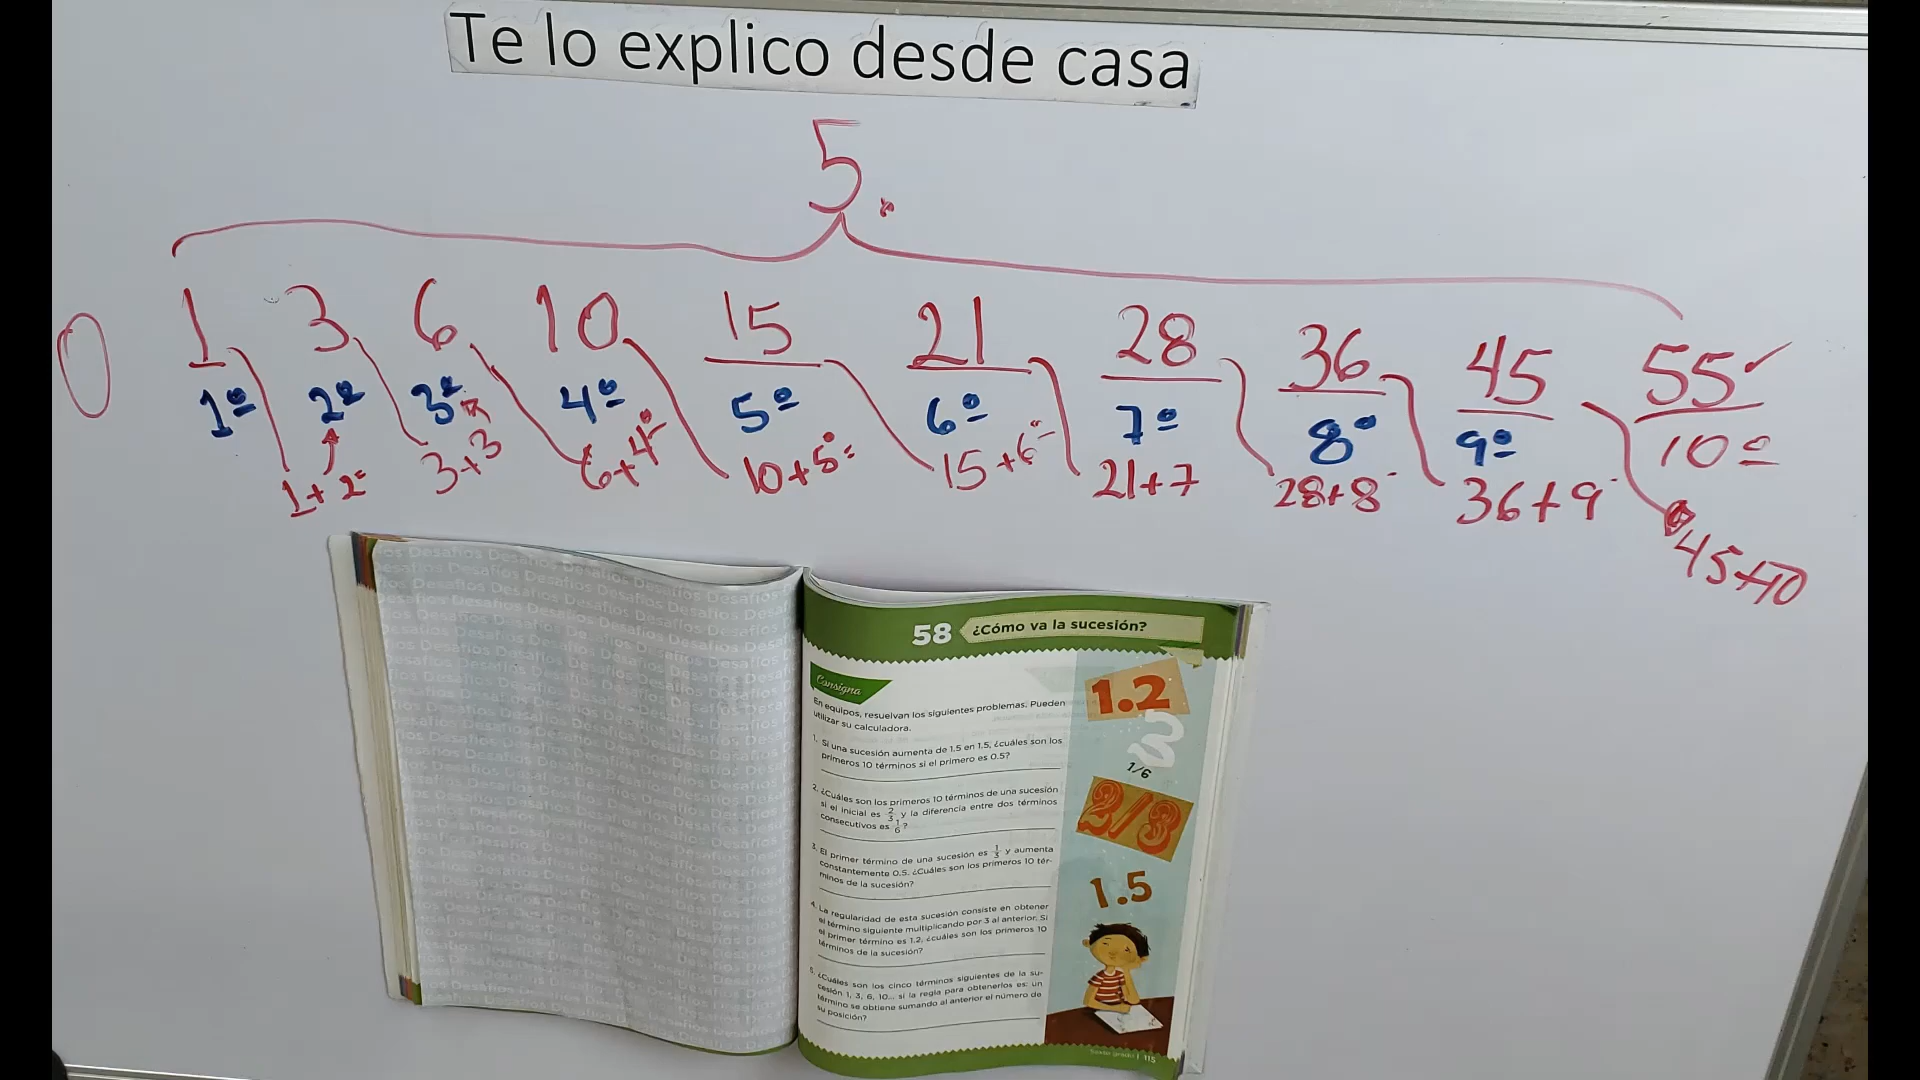 Te lo explico desde casa
5.
0 1 3 6 10 15 21 28 36 45 55✓
1º 2º 3º 4º 5º 6º 7º 8º 9º 10º
1+2 3+3 6+4 10+5 15+6 21+7 28+8 36+9 45+10
58 ¿Cómo va la sucesión?
Consigna
En equipos, resuelvan los siguientes problemas. Pueden
utilizar su calculadora.
1. Si una sucesión aumenta de 1.5 en 1.5, ¿cuáles son los
primeros 10 términos si el primero es 0.5?
2. ¿Cuáles son los primeros 10 términos de una sucesión
si el inicial es 2/3 y la diferencia entre dos términos
consecutivos es 1/6?
3. El primer término de una sucesión es 1/3 y aumenta
constantemente 0.5. ¿Cuáles son los primeros 10 tér-
minos de la sucesión?
4. La regularidad de esta sucesión consiste en obtener
el término siguiente multiplicando por 3 al anterior. Si
el primer término es 1.2, ¿cuáles son los primeros 10
términos de la sucesión?
5. ¿Cuáles son los cinco términos siguientes de la su-
cesión 1, 3, 6, 10... si la regla para obtenerlos es: un
término se obtiene sumando al anterior el número de
su posición?
1.2
3
1/6
2/3
1.5
Sexto grado | 115